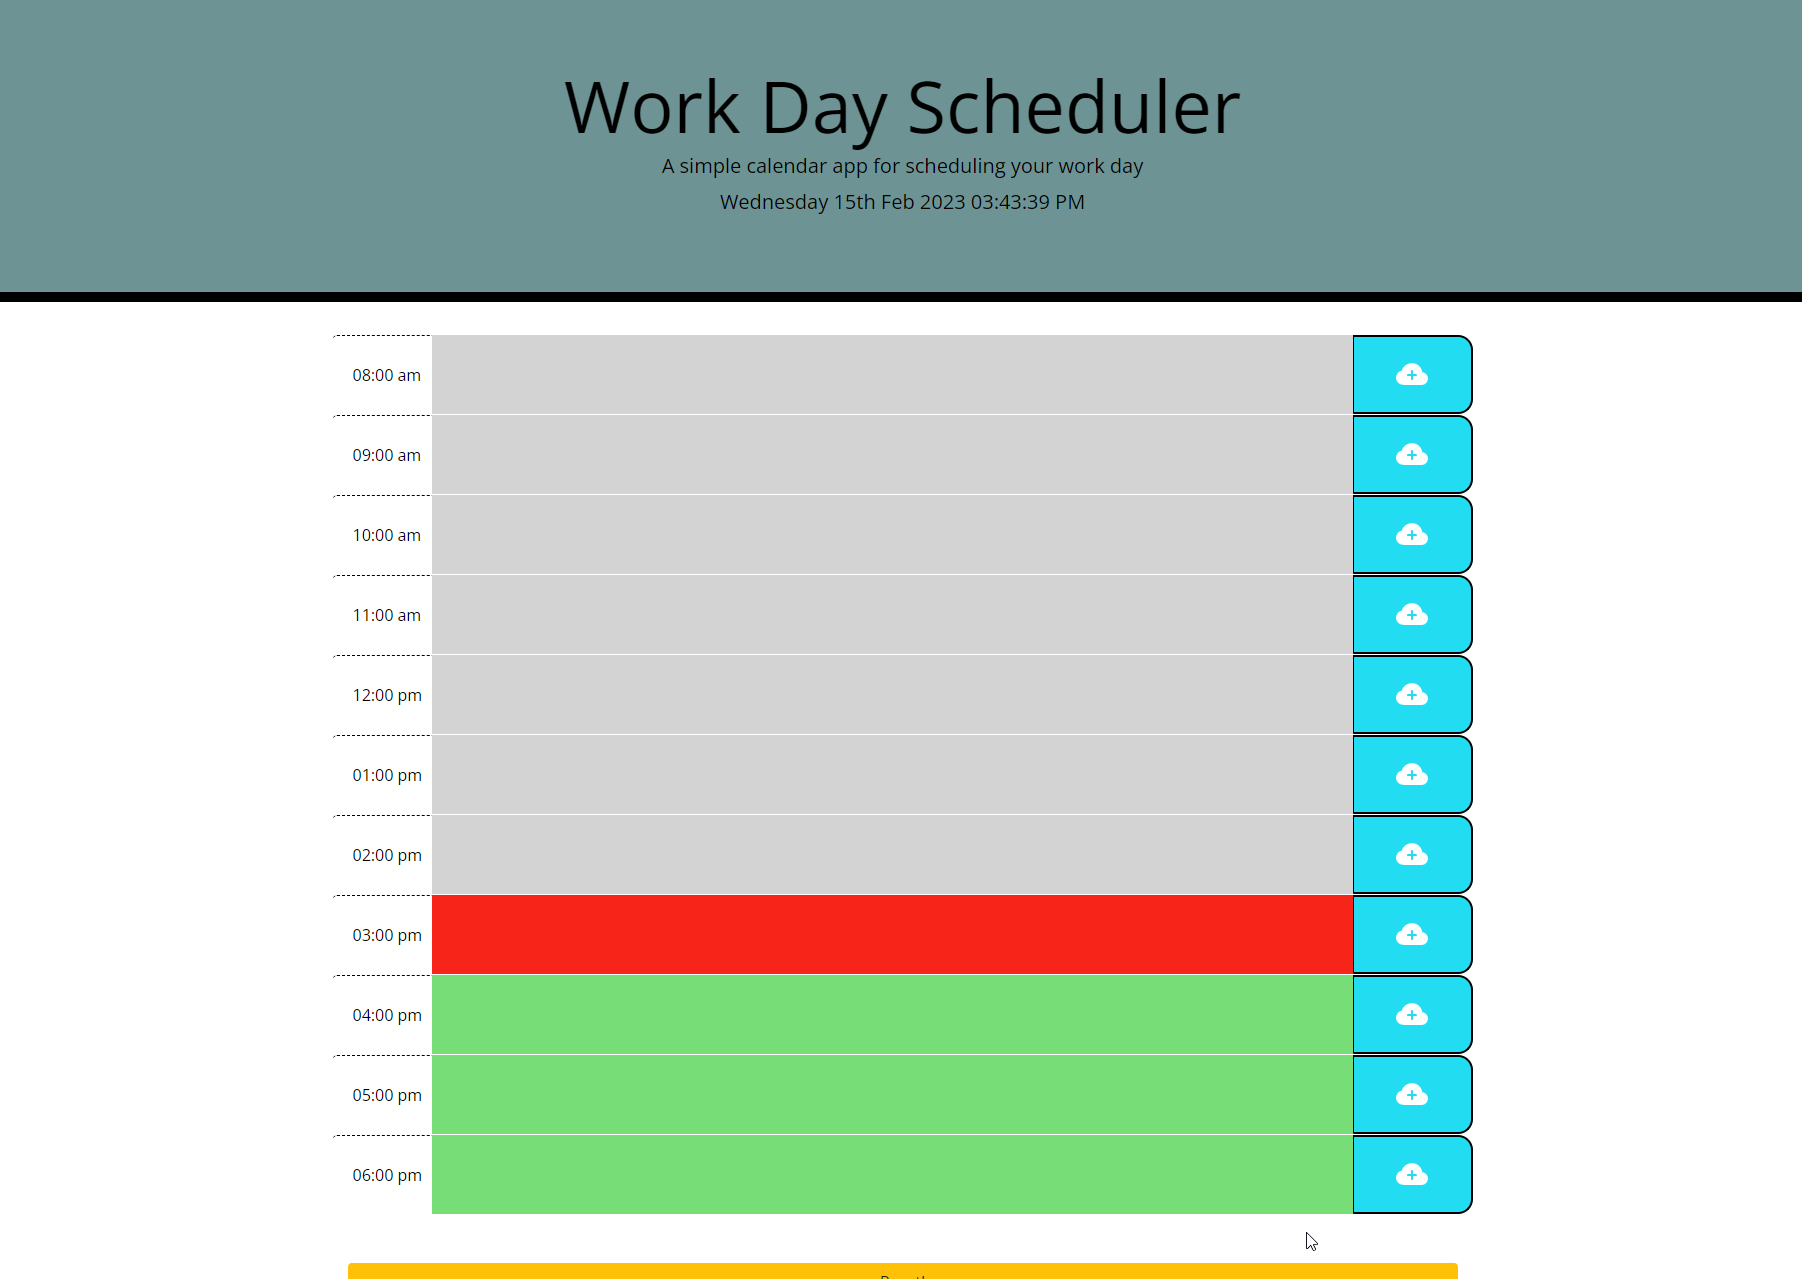 Work Day Scheduler
A simple calendar app for scheduling your work day
Wednesday 15th Feb 2023 03:43:39 PM
08:00 am
09:00 am
10:00 am
11:00 am
12:00 pm
01:00 pm
02:00 pm
03:00 pm
04:00 pm
05:00 pm
06:00 pm